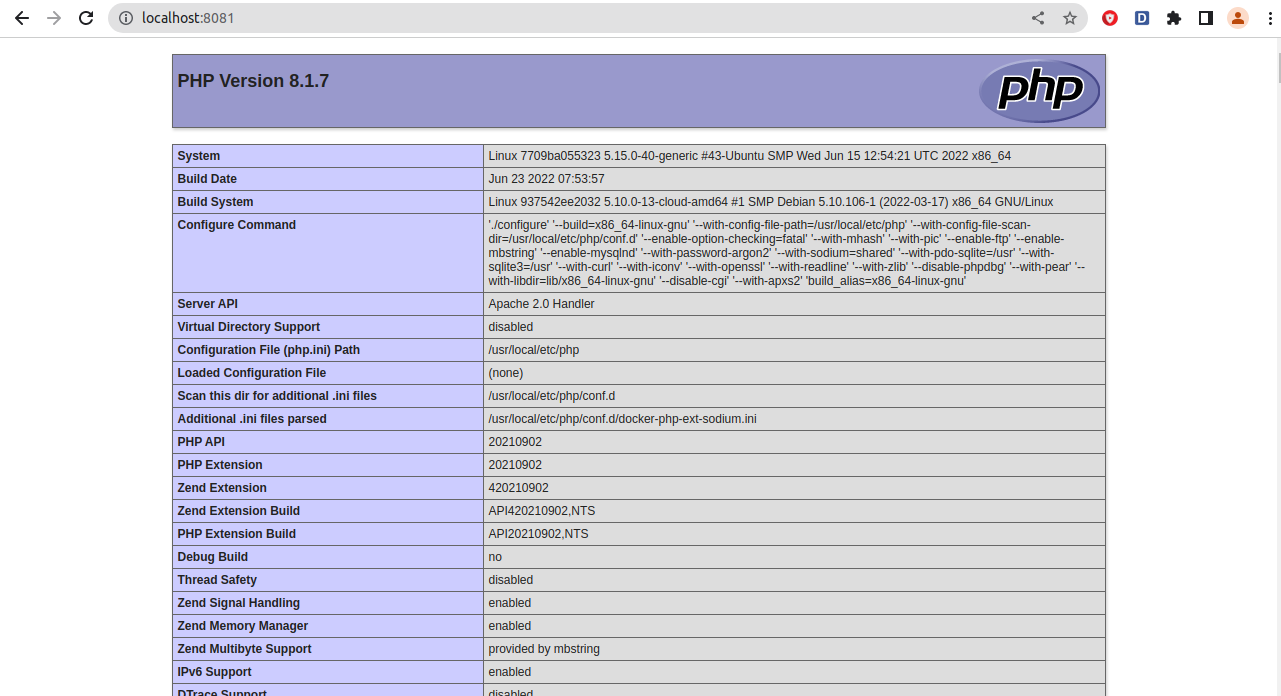 localhost:8081
D
PHP Version 8.1.7
php
System Linux 7709ba055323 5.15.0-40-generic #43-Ubuntu SMP Wed Jun 15 12:54:21 UTC 2022 x86_64
Build Date Jun 23 2022 07:53:57
Build System Linux 937542ee2032 5.10.0-13-cloud-amd64 #1 SMP Debian 5.10.106-1 (2022-03-17) x86_64 GNU/Linux
Configure Command './configure' '--build=x86_64-linux-gnu' '--with-config-file-path=/usr/local/etc/php' '--with-config-file-scan-
dir=/usr/local/etc/php/conf.d' '--enable-option-checking=fatal' '--with-mhash' '--with-pic' '--enable-ftp' '--enable-
mbstring' '--enable-mysqlnd' '--with-password-argon2' '--with-sodium=shared' '--with-pdo-sqlite=/usr' '--with-
sqlite3=/usr' '--with-curl' '--with-iconv' '--with-openssl' '--with-readline' '--with-zlib' '--disable-phpdbg' '--with-pear' '--
with-libdir=lib/x86_64-linux-gnu' '--disable-cgi' '--with-apxs2' 'build_alias=x86_64-linux-gnu'
Server API Apache 2.0 Handler
Virtual Directory Support disabled
Configuration File (php.ini) Path /usr/local/etc/php
Loaded Configuration File (none)
Scan this dir for additional .ini files /usr/local/etc/php/conf.d
Additional .ini files parsed /usr/local/etc/php/conf.d/docker-php-ext-sodium.ini
PHP API 20210902
PHP Extension 20210902
Zend Extension 420210902
Zend Extension Build API420210902,NTS
PHP Extension Build API20210902,NTS
Debug Build no
Thread Safety disabled
Zend Signal Handling enabled
Zend Memory Manager enabled
Zend Multibyte Support provided by mbstring
IPv6 Support enabled
DTrace Support disabled